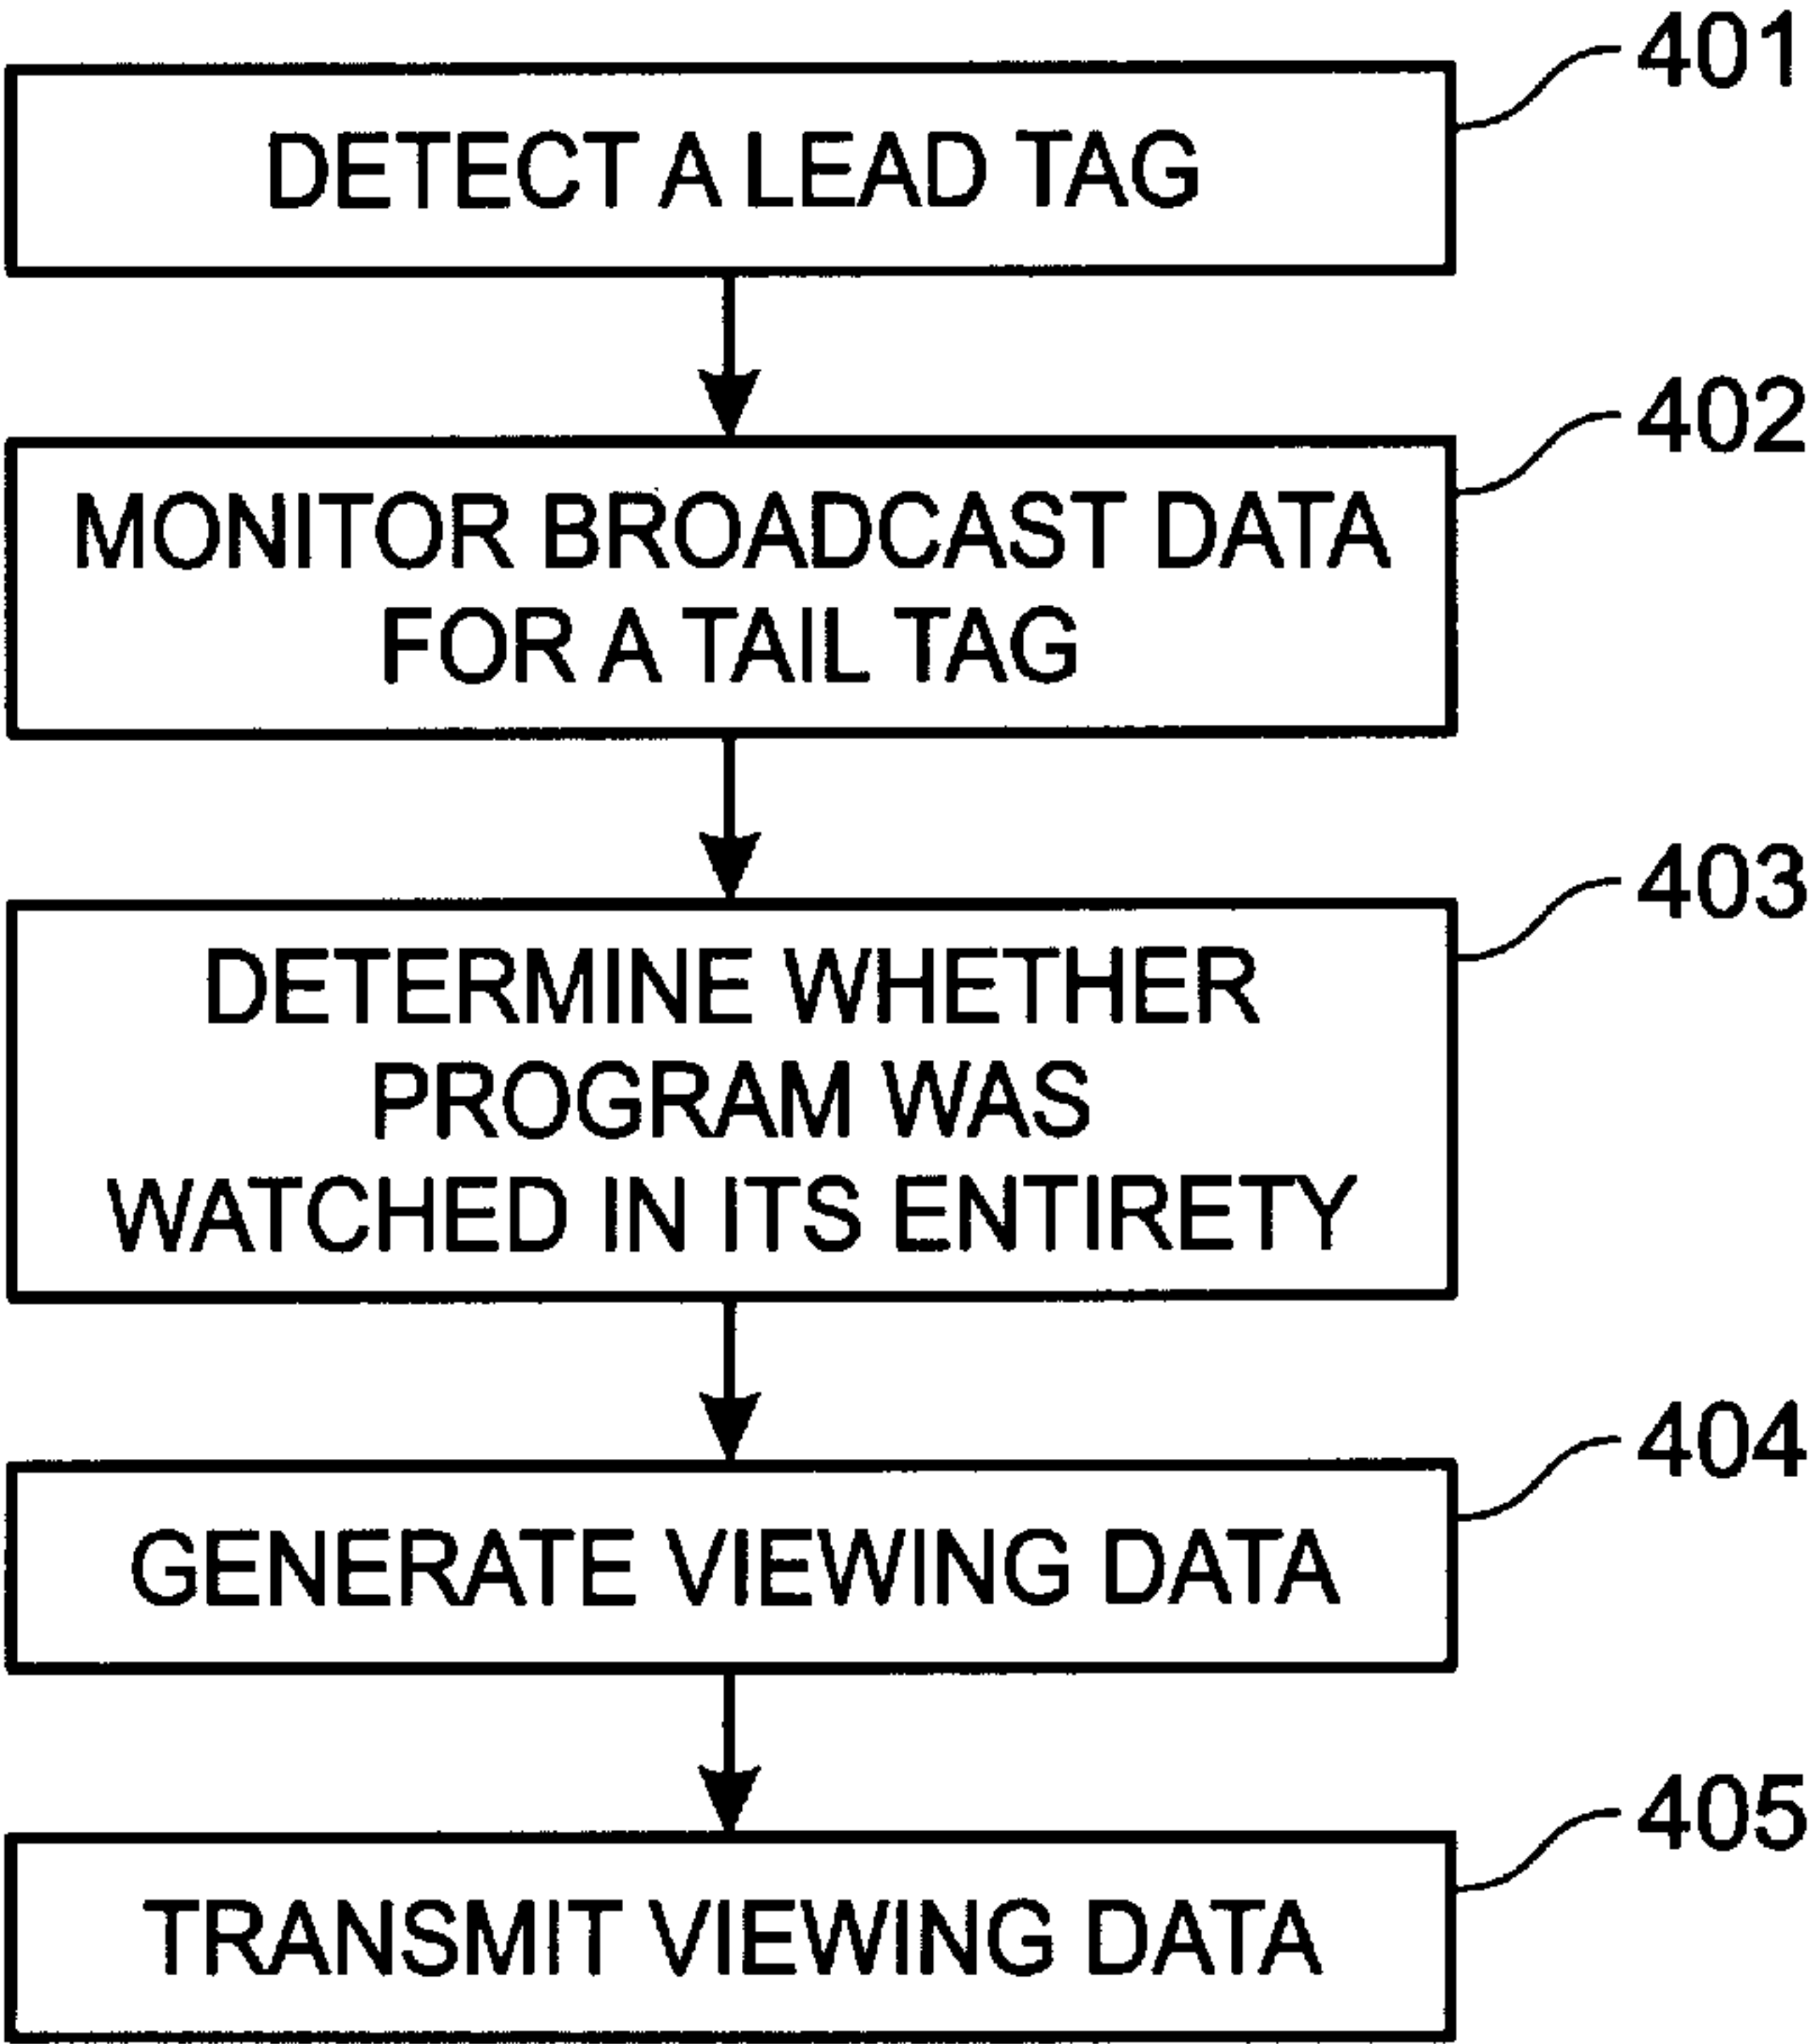 401
DETECT A LEAD TAG
402
MONITOR BROADCAST DATA
FOR A TAIL TAG
403
DETERMINE WHETHER
PROGRAM WAS
WATCHED IN ITS ENTIRETY
404
GENERATE VIEWING DATA
405
TRANSMIT VIEWING DATA